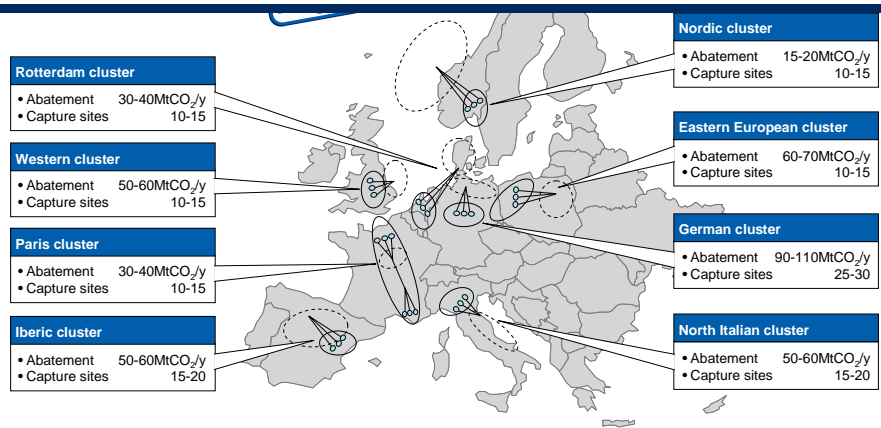 Rotterdam cluster
• Abatement 30-40MtCO₂/y
• Capture sites 10-15
Western cluster
• Abatement 50-60MtCO₂/y
• Capture sites 10-15
Paris cluster
• Abatement 30-40MtCO₂/y
• Capture sites 10-15
Iberic cluster
• Abatement 50-60MtCO₂/y
• Capture sites 15-20
Nordic cluster
• Abatement 15-20MtCO₂/y
• Capture sites 10-15
Eastern European cluster
• Abatement 60-70MtCO₂/y
• Capture sites 10-15
German cluster
• Abatement 90-110MtCO₂/y
• Capture sites 25-30
North Italian cluster
• Abatement 50-60MtCO₂/y
• Capture sites 15-20